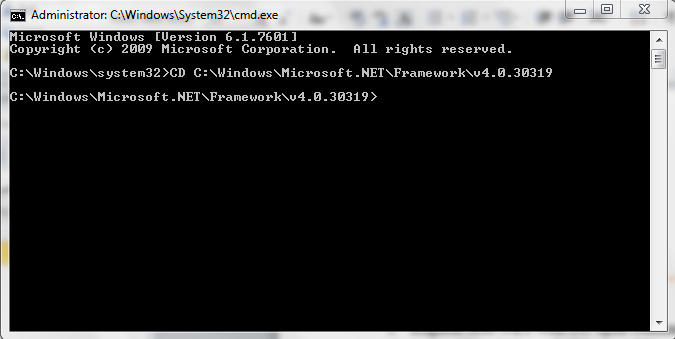 Administrator: C:\Windows\System32\cmd.exe
Microsoft Windows [Version 6.1.7601]
Copyright (c) 2009 Microsoft Corporation.  All rights reserved.
C:\Windows\system32>CD C:\Windows\Microsoft.NET\Framework\v4.0.30319
C:\Windows\Microsoft.NET\Framework\v4.0.30319>